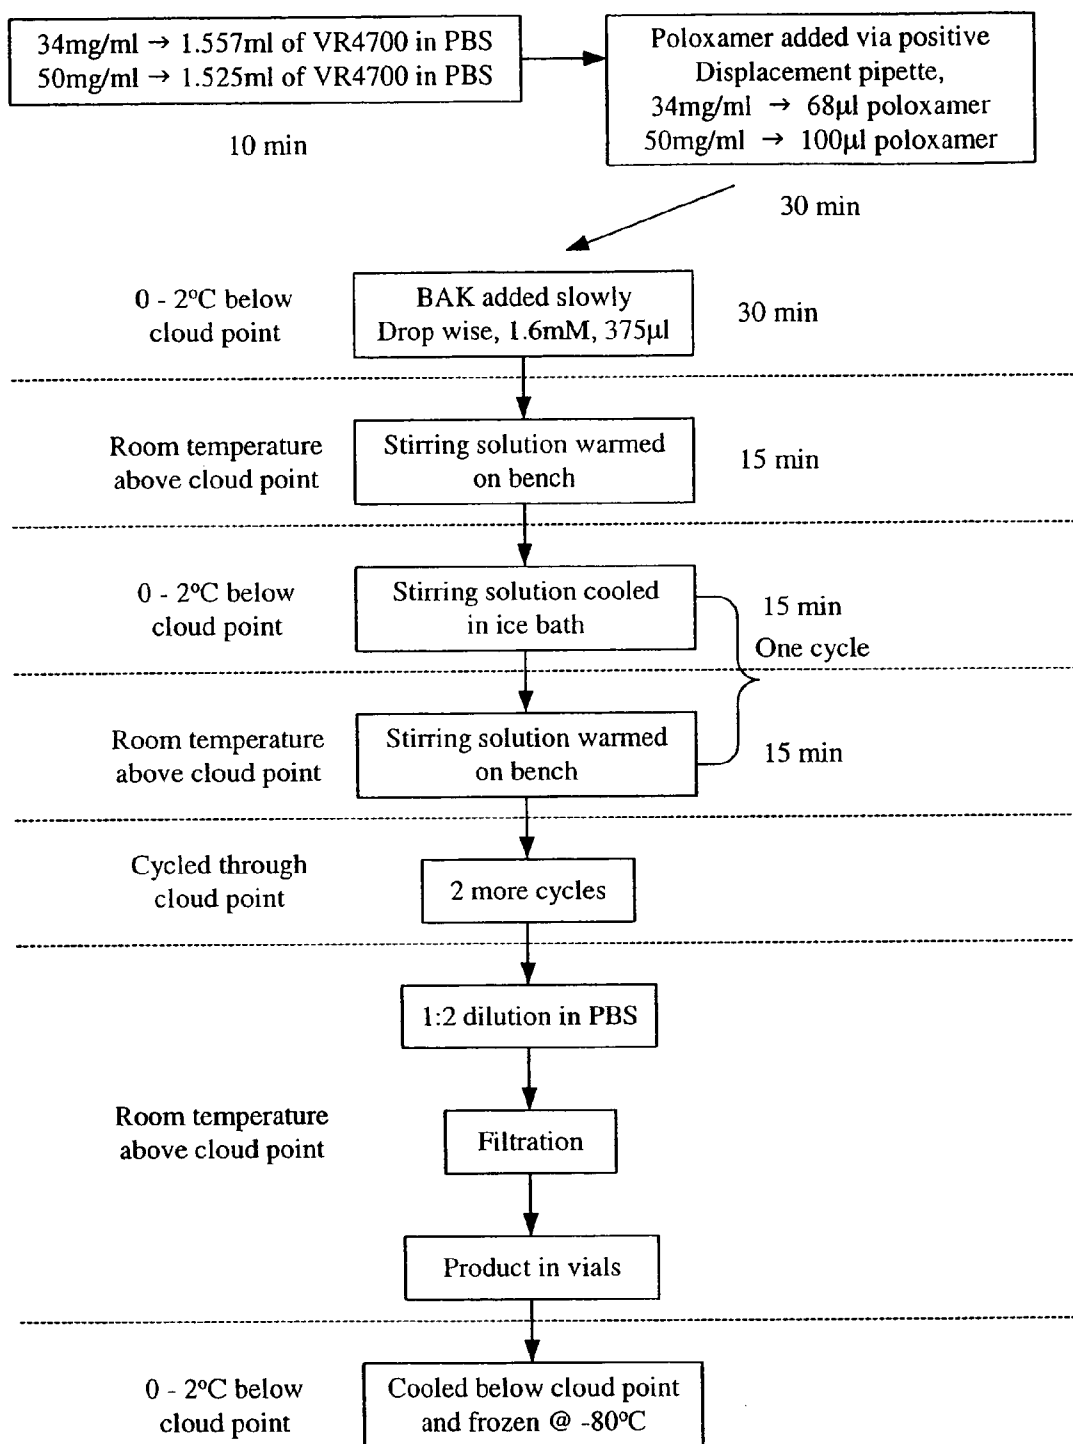 34mg/ml → 1.557ml of VR4700 in PBS
50mg/ml → 1.525ml of VR4700 in PBS
10 min
Poloxamer added via positive
Displacement pipette,
34mg/ml → 68µl poloxamer
50mg/ml → 100µl poloxamer
30 min
0 - 2°C below
cloud point
BAK added slowly
Drop wise, 1.6mM, 375µl
30 min
Room temperature
above cloud point
Stirring solution warmed
on bench
15 min
0 - 2°C below
cloud point
Stirring solution cooled
in ice bath
15 min
One cycle
Room temperature
above cloud point
Stirring solution warmed
on bench
15 min
Cycled through
cloud point
2 more cycles
1:2 dilution in PBS
Room temperature
above cloud point
Filtration
Product in vials
0 - 2°C below
cloud point
Cooled below cloud point
and frozen @ -80°C